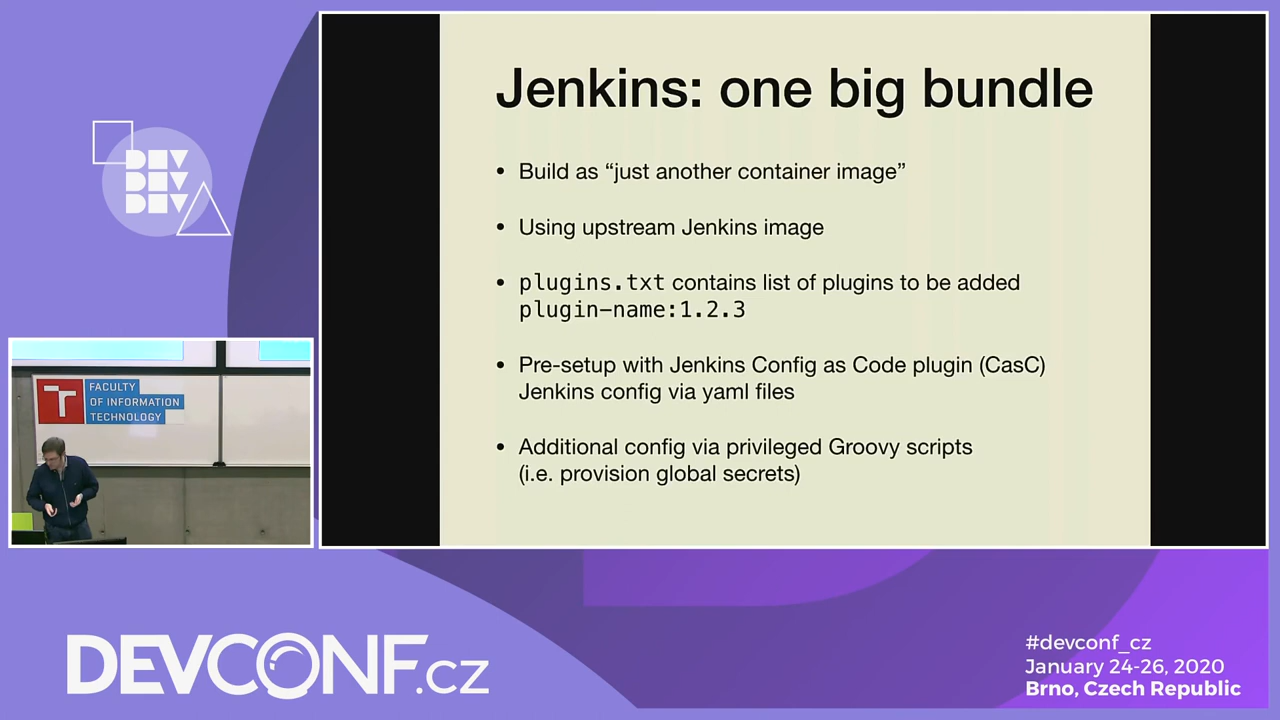 Jenkins: one big bundle
• Build as “just another container image”
• Using upstream Jenkins image
• plugins.txt contains list of plugins to be added
plugin-name:1.2.3
• Pre-setup with Jenkins Config as Code plugin (CasC)
Jenkins config via yaml files
• Additional config via privileged Groovy scripts
(i.e. provision global secrets)
DEV
DEV
DEV
FACULTY
OF INFORMATION
TECHNOLOGY
DEVCONF.cz
#devconf_cz
January 24-26, 2020
Brno, Czech Republic